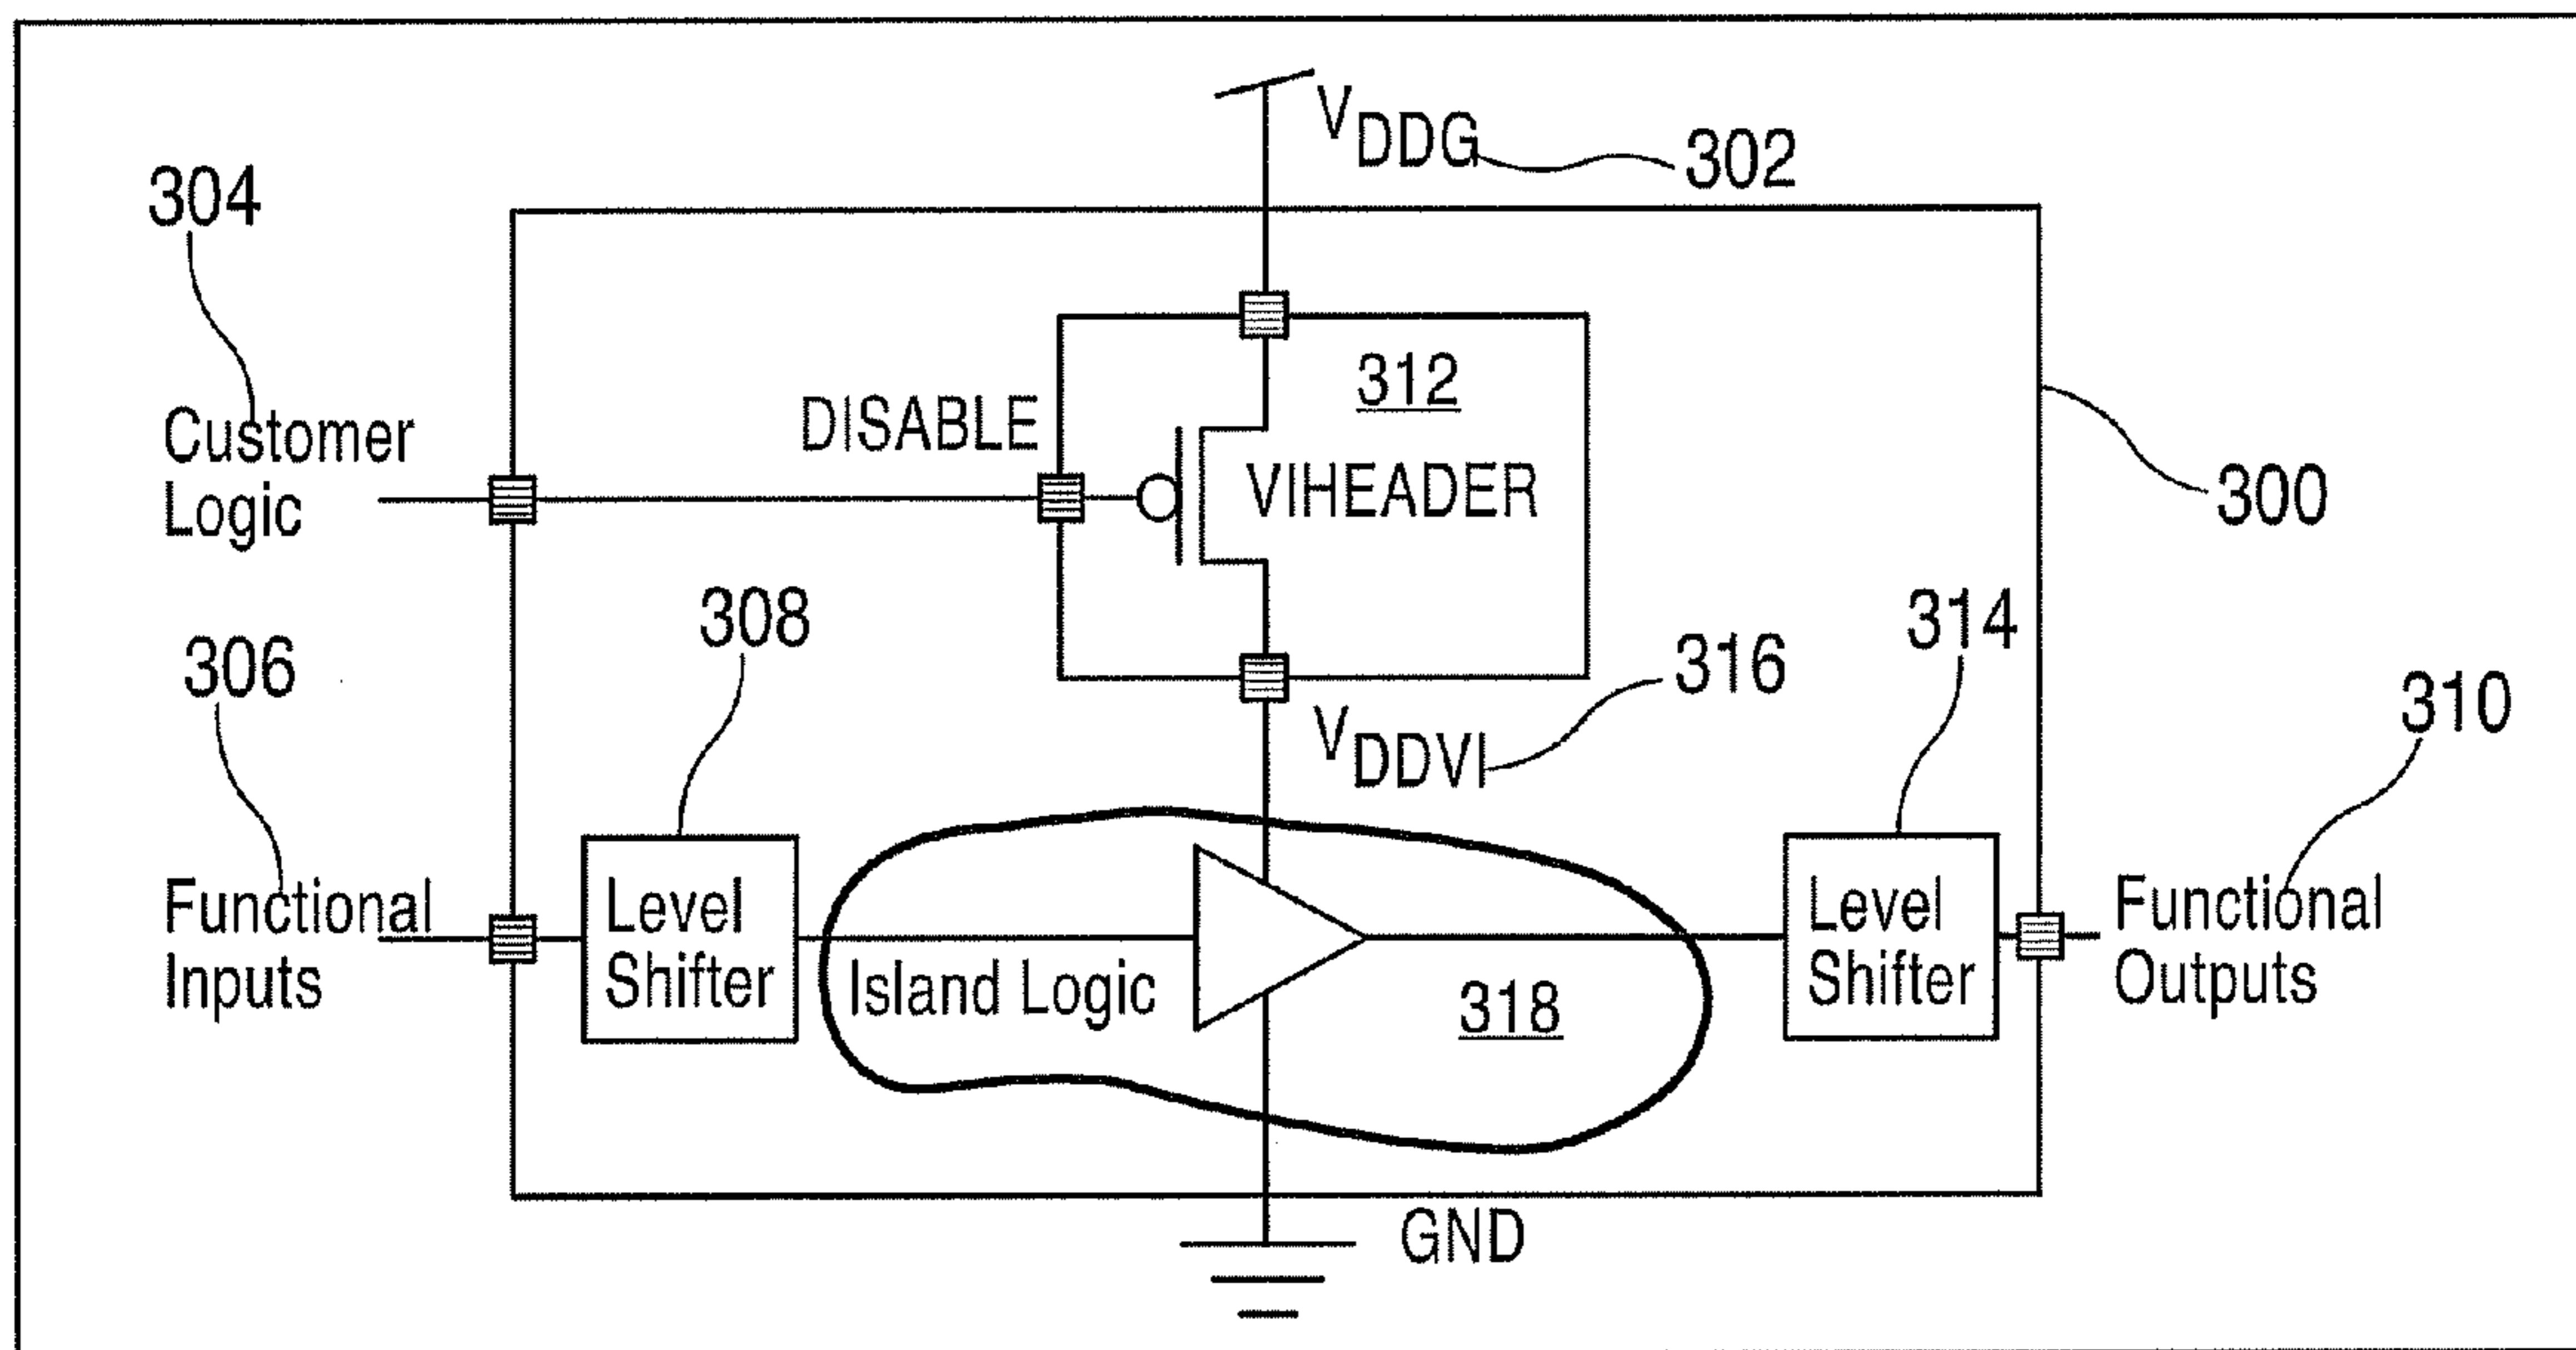 VDDG
302
304
312
DISABLE
Customer
Logic
VIHEADER
300
308
314
306
316
310
VDDVI
Functional
Inputs
Level
Shifter
Island Logic
318
Level
Shifter
Functional
Outputs
GND